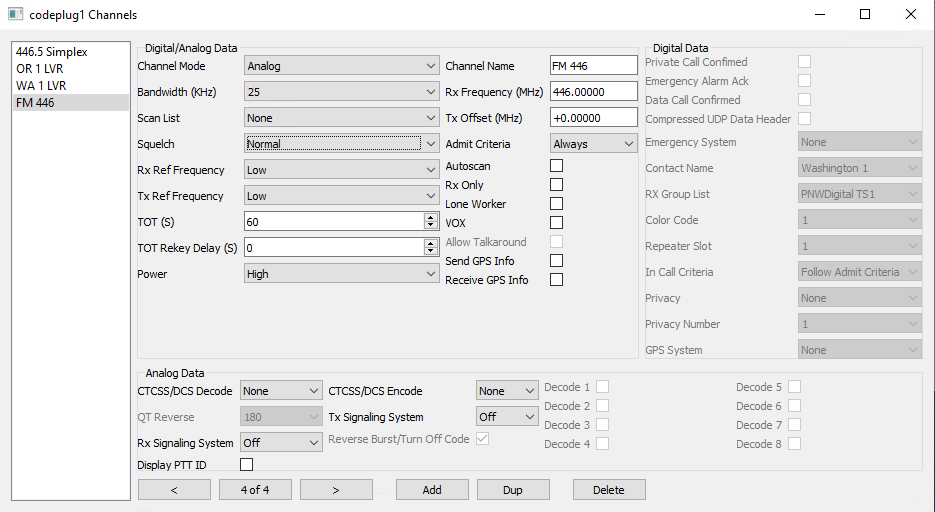 codeplug1 Channels
446.5 Simplex
OR 1 LVR
WA 1 LVR
FM 446
Digital/Analog Data
Channel Mode Analog
Bandwidth (KHz) 25
Scan List None
Squelch Normal
Rx Ref Frequency Low
Tx Ref Frequency Low
TOT (S) 60
TOT Rekey Delay (S) 0
Power High
Channel Name FM 446
Rx Frequency (MHz) 446.00000
Tx Offset (MHz) +0.00000
Admit Criteria Always
Autoscan
Rx Only
Lone Worker
VOX
Allow Talkaround
Send GPS Info
Receive GPS Info
Digital Data
Private Call Confimed
Emergency Alarm Ack
Data Call Confirmed
Compressed UDP Data Header
Emergency System None
Contact Name Washington 1
RX Group List PNWDigital TS1
Color Code 1
Repeater Slot 1
In Call Criteria Follow Admit Criteria
Privacy None
Privacy Number 1
GPS System None
Analog Data
CTCSS/DCS Decode None
QT Reverse 180
Rx Signaling System Off
Display PTT ID
CTCSS/DCS Encode None
Tx Signaling System Off
Reverse Burst/Turn Off Code
Decode 1
Decode 2
Decode 3
Decode 4
Decode 5
Decode 6
Decode 7
Decode 8
< 4 of 4 > Add Dup Delete